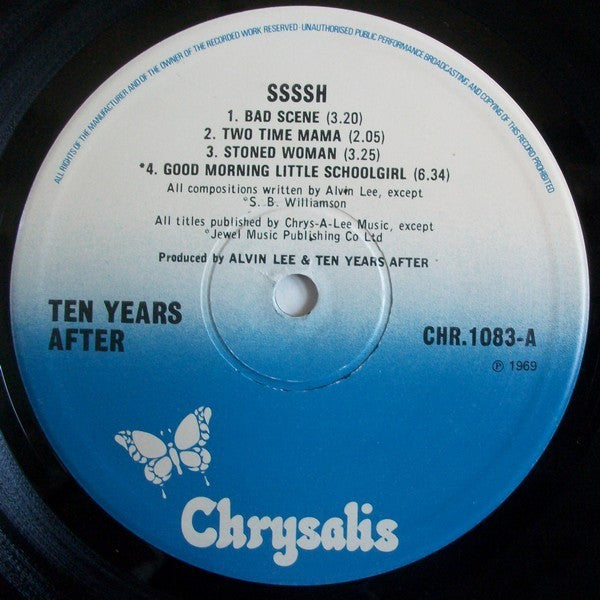 ALL RIGHTS OF THE MANUFACTURER AND OF THE OWNER OF THE RECORDED WORK RESERVED · UNAUTHORISED PUBLIC PERFORMANCE BROADCASTING AND COPYING OF THIS RECORD PROHIBITED
SSSSH
1. BAD SCENE (3.20)
2. TWO TIME MAMA (2.05)
3. STONED WOMAN (3.25)
°4. GOOD MORNING LITTLE SCHOOLGIRL (6.34)
All compositions written by Alvin Lee, except
°S. B. Williamson
All titles published by Chrys-A-Lee Music, except
°Jewel Music Publishing Co Ltd
Produced by ALVIN LEE & TEN YEARS AFTER
TEN YEARS
AFTER
CHR.1083-A
℗ 1969
Chrysalis